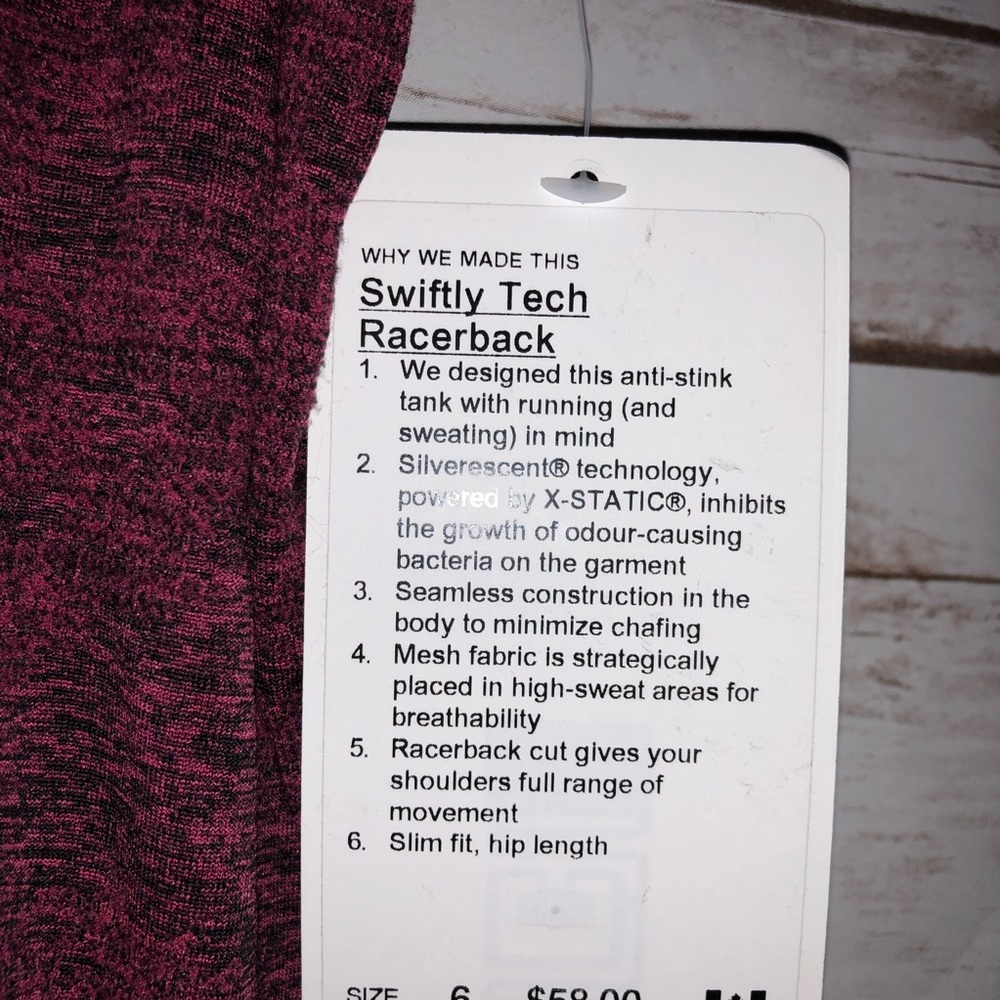 WHY WE MADE THIS
Swiftly Tech
Racerback
1. We designed this anti-stink
tank with running (and
sweating) in mind
2. Silverescent® technology,
powered by X-STATIC®, inhibits
the growth of odour-causing
bacteria on the garment
3. Seamless construction in the
body to minimize chafing
4. Mesh fabric is strategically
placed in high-sweat areas for
breathability
5. Racerback cut gives your
shoulders full range of
movement
6. Slim fit, hip length
SIZE 6 $58.00